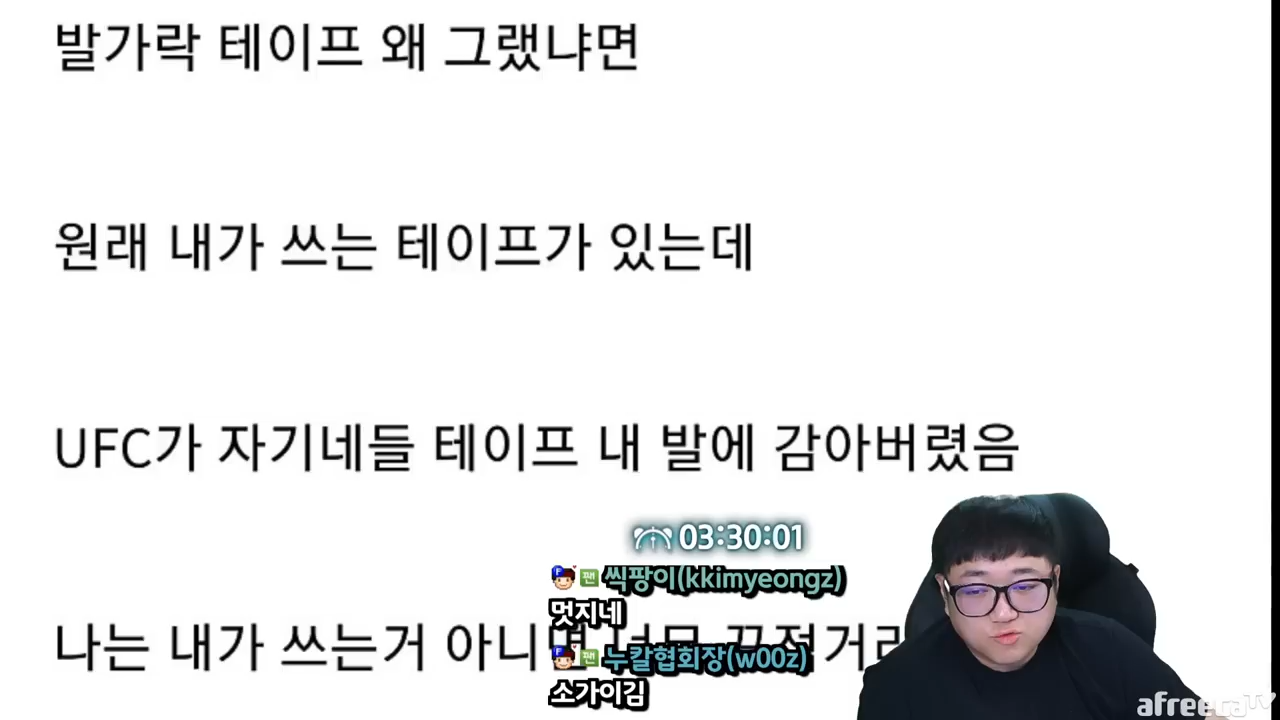 발가락 테이프 왜 그랬냐면
원래 내가 쓰는 테이프가 있는데
UFC가 자기네들 테이프 내 발에 감아버렸음
나는 내가 쓰는거
03:30:01
F 팬 씩팡이(kkimyeongz)
멋지네
F 팬 누칼협회장(w00z)
소가이김
afreecaTV